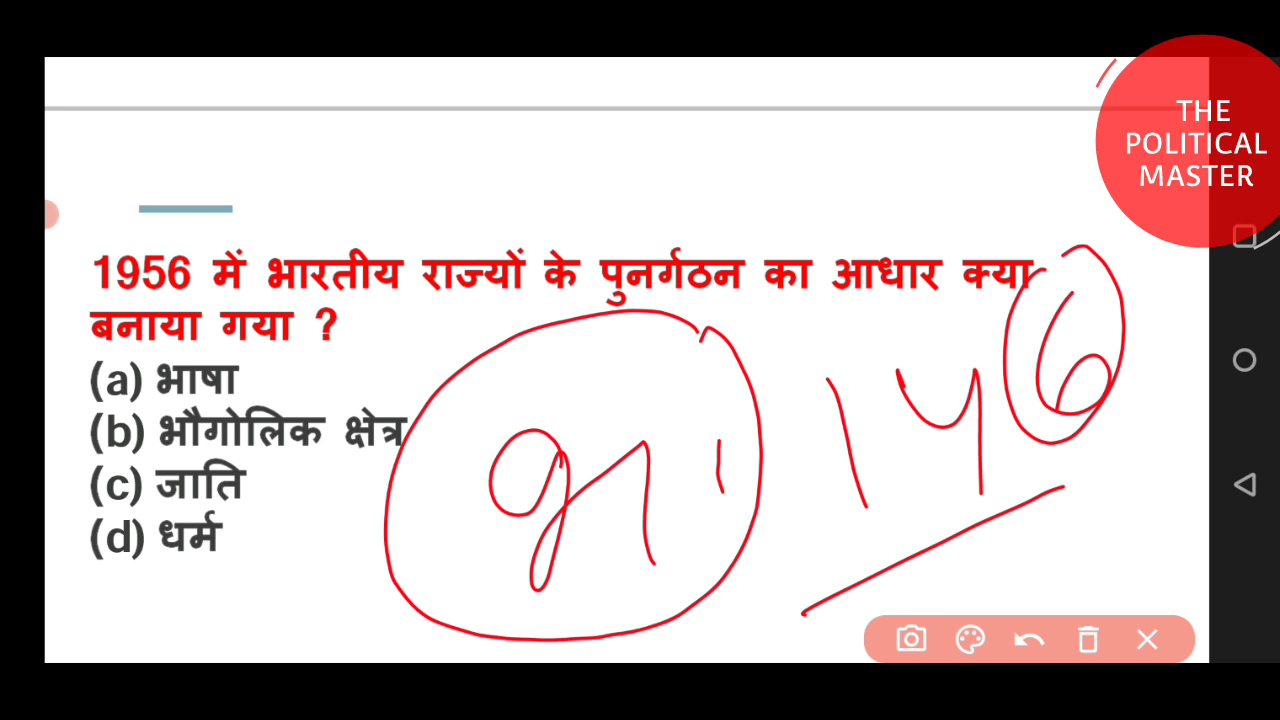 THE
POLITICAL
MASTER
1956 में भारतीय राज्यों के पुनर्गठन का आधार क्या
बनाया गया ?
(a) भाषा
(b) भौगोलिक क्षेत्र
(c) जाति
(d) धर्म